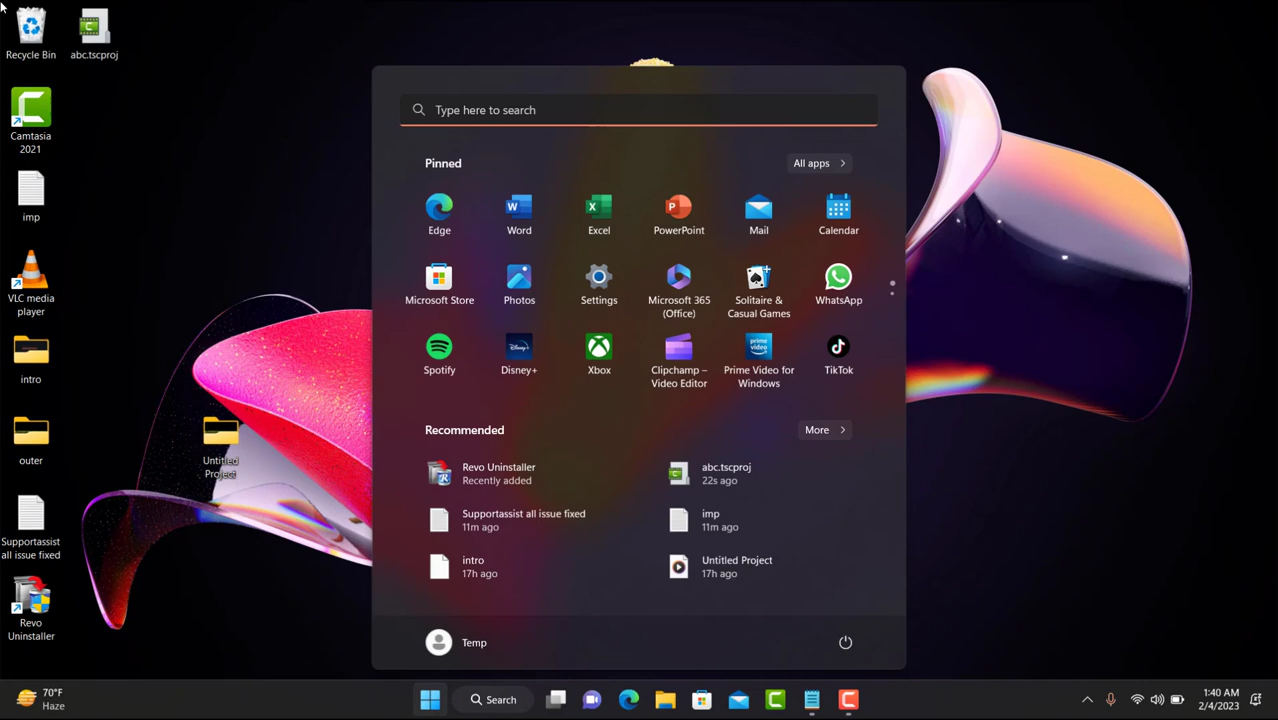 Recycle Bin
abc.tscproj
Camtasia
2021
imp
VLC media
player
intro
outer
Supportassist
all issue fixed
Revo
Uninstaller
Untitled
Project
Type here to search
Pinned
All apps
Edge
Word
Excel
PowerPoint
Mail
Calendar
Microsoft Store
Photos
Settings
Microsoft 365
(Office)
Solitaire &
Casual Games
WhatsApp
Spotify
Disney+
Xbox
Clipchamp –
Video Editor
Prime Video for
Windows
TikTok
Recommended
More
Revo Uninstaller
Recently added
abc.tscproj
22s ago
Supportassist all issue fixed
11m ago
imp
11m ago
intro
17h ago
Untitled Project
17h ago
Temp
70°F
Haze
Search
1:40 AM
2/4/2023